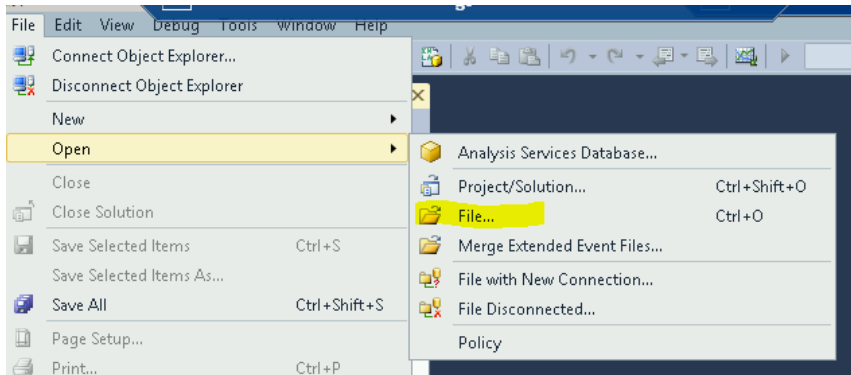 File Edit View Debug Tools Window Help
Connect Object Explorer...
Disconnect Object Explorer
New
Open
Close
Close Solution
Save Selected Items Ctrl+S
Save Selected Items As...
Save All Ctrl+Shift+S
Page Setup...
Print... Ctrl+P
Analysis Services Database...
Project/Solution... Ctrl+Shift+O
File... Ctrl+O
Merge Extended Event Files...
File with New Connection...
File Disconnected...
Policy